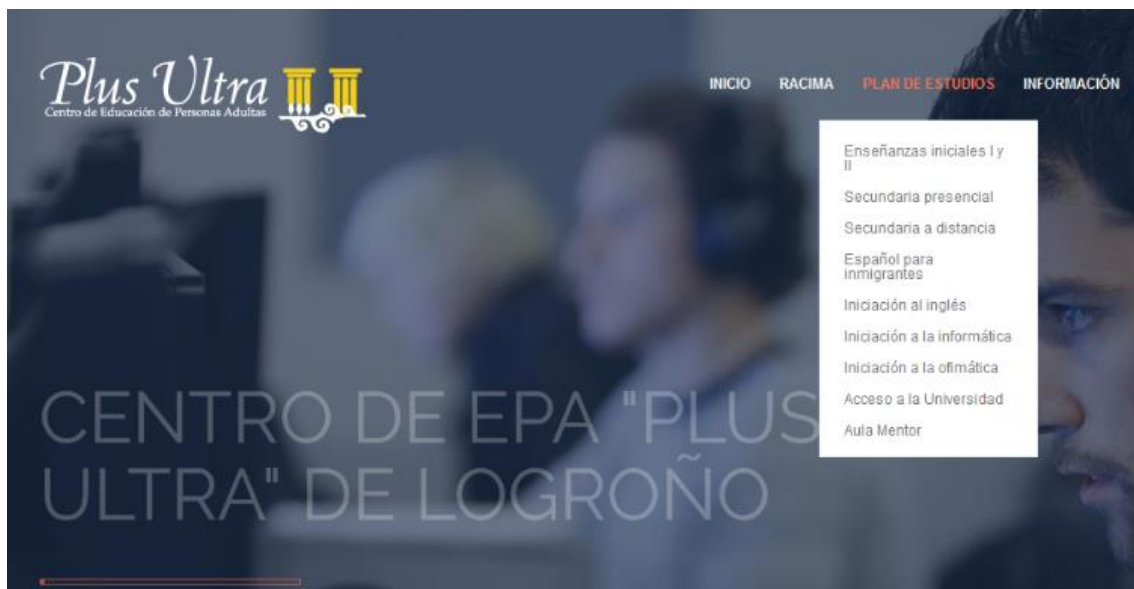 Plus Ultra
Centro de Educación de Personas Adultas
INICIO RACIMA PLAN DE ESTUDIOS INFORMACIÓN
Enseñanzas iniciales I y
II
Secundaria presencial
Secundaria a distancia
Español para
inmigrantes
Iniciación al inglés
Iniciación a la informática
Iniciación a la ofimática
Acceso a la Universidad
Aula Mentor
CENTRO DE EPA "PLUS
ULTRA" DE LOGROÑO